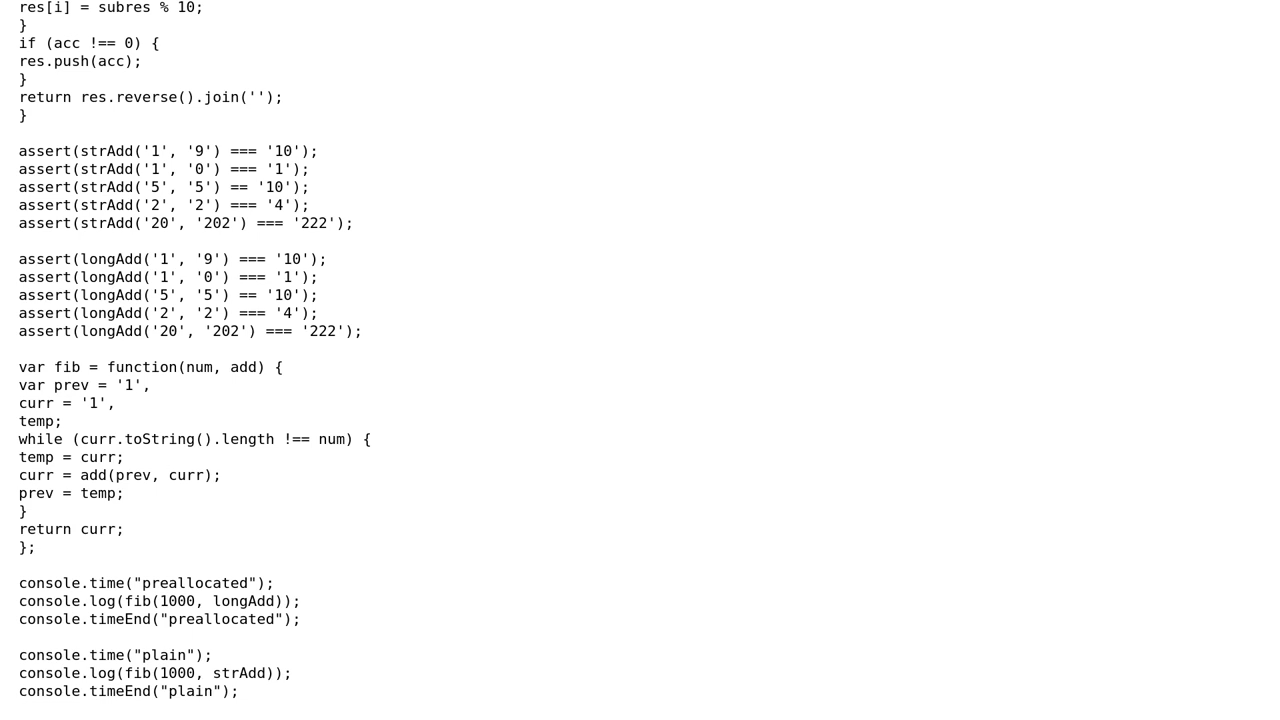 res[i] = subres % 10;
}
if (acc !== 0) {
res.push(acc);
}
return res.reverse().join('');
}

assert(strAdd('1', '9') === '10');
assert(strAdd('1', '0') === '1');
assert(strAdd('5', '5') == '10');
assert(strAdd('2', '2') === '4');
assert(strAdd('20', '202') === '222');

assert(longAdd('1', '9') === '10');
assert(longAdd('1', '0') === '1');
assert(longAdd('5', '5') == '10');
assert(longAdd('2', '2') === '4');
assert(longAdd('20', '202') === '222');

var fib = function(num, add) {
var prev = '1',
curr = '1',
temp;
while (curr.toString().length !== num) {
temp = curr;
curr = add(prev, curr);
prev = temp;
}
return curr;
};

console.time("preallocated");
console.log(fib(1000, longAdd));
console.timeEnd("preallocated");

console.time("plain");
console.log(fib(1000, strAdd));
console.timeEnd("plain");